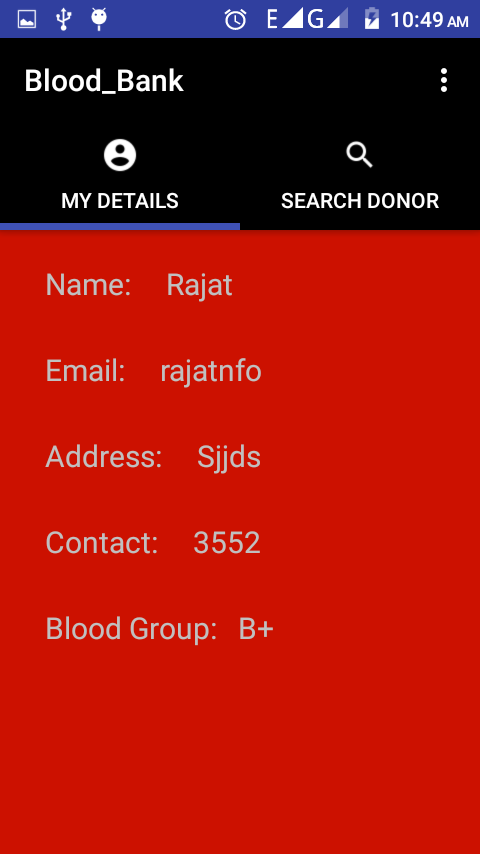 E G 10:49 AM
Blood_Bank
MY DETAILS SEARCH DONOR
Name: Rajat
Email: rajatnfo
Address: Sjjds
Contact: 3552
Blood Group: B+